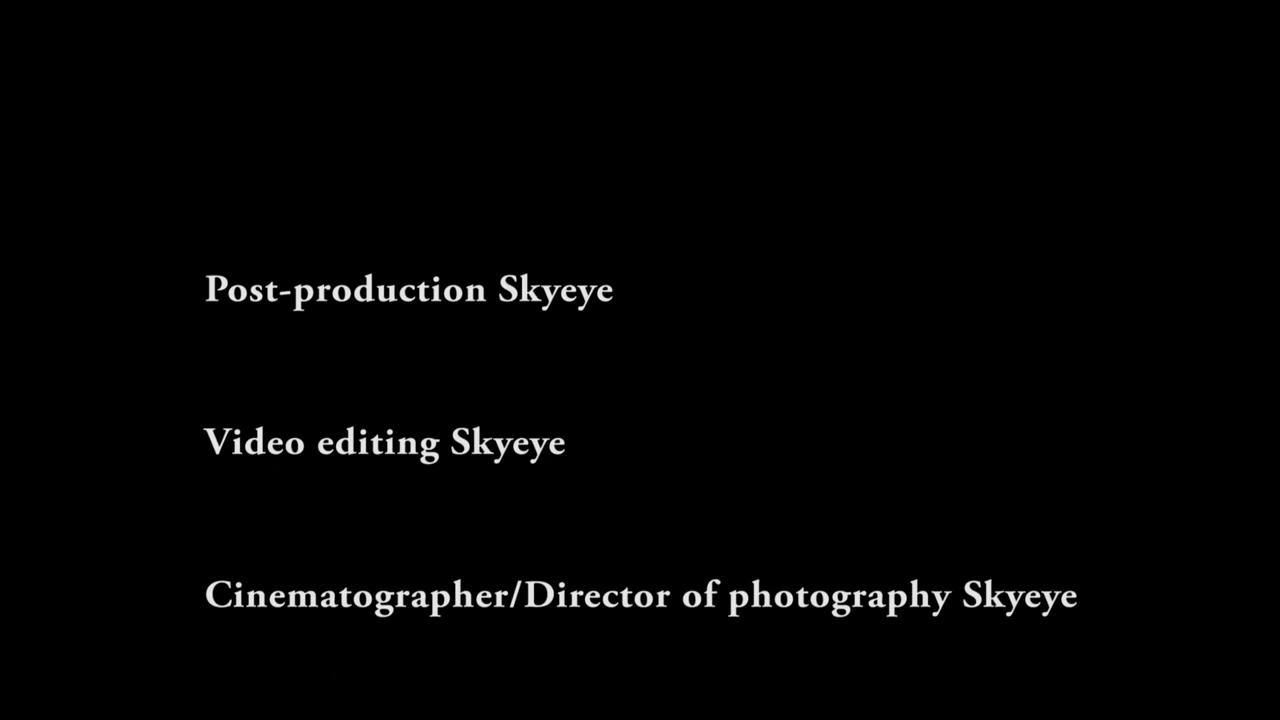 Post-production Skyeye
Video editing Skyeye
Cinematographer/Director of photography Skyeye